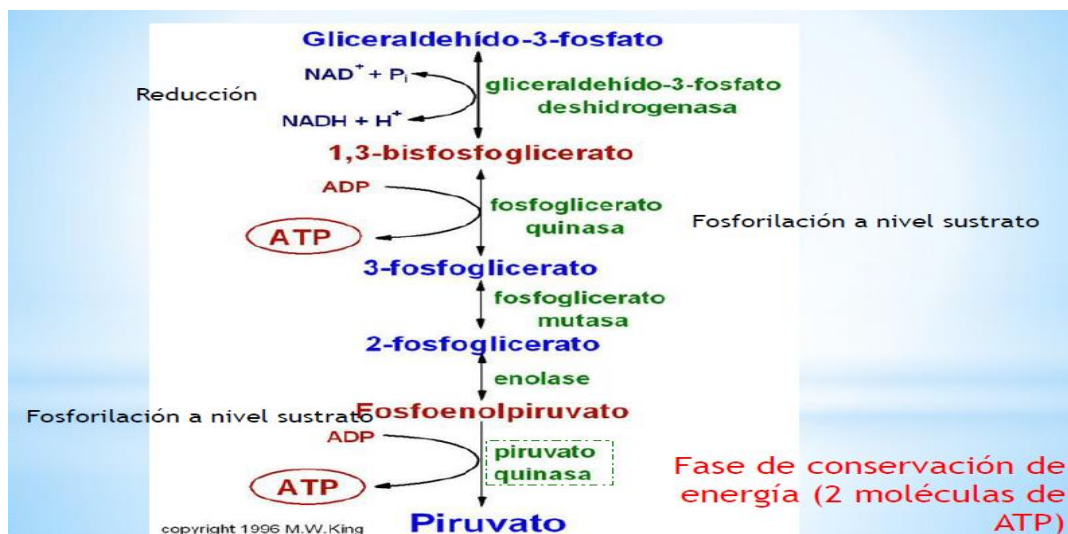 Gliceraldehído-3-fosfato
NAD+ + Pi
Reducción
gliceraldehído-3-fosfato
deshidrogenasa
NADH + H+
1,3-bisfosfoglicerato
ADP
fosfoglicerato
quinasa
Fosforilación a nivel sustrato
ATP
3-fosfoglicerato
fosfoglicerato
mutasa
2-fosfoglicerato
enolase
Fosforilación a nivel sustrato
Fosfoenolpiruvato
ADP
piruvato
quinasa
ATP
Fase de conservación de
energía (2 moléculas de
ATP)
Piruvato
copyright 1996 M.W.King